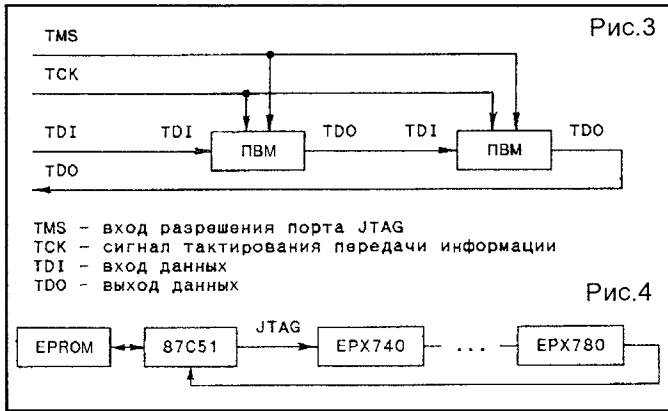 Рис.3
TMS
TCK
TDI TDI ПВМ TDO TDI ПВМ TDO
TDO
TMS - вход разрешения порта JTAG
TCK - сигнал тактирования передачи информации
TDI - вход данных
TDO - выход данных
Рис.4
JTAG
EPROM 87C51 EPX740 ... EPX780